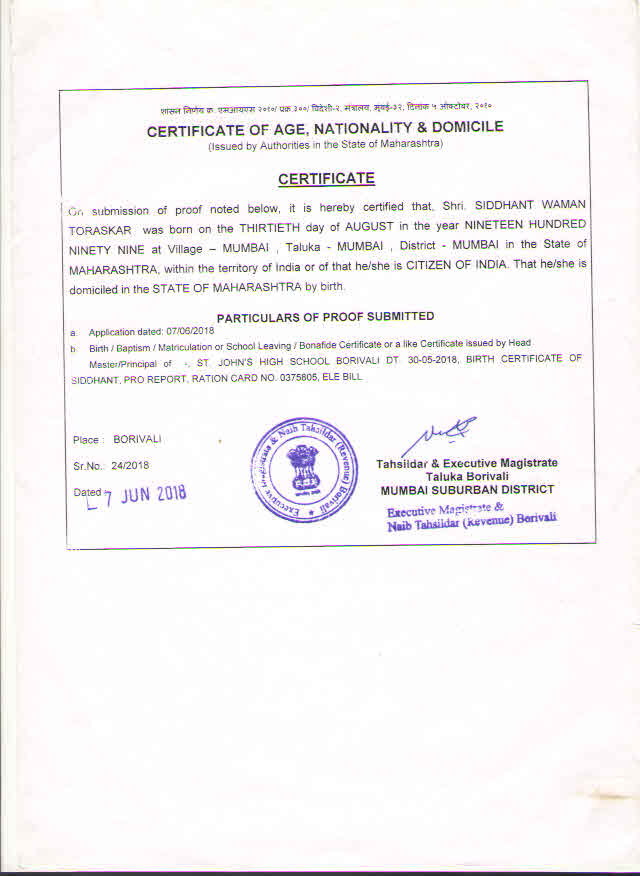 शासन निर्णय क्र. एसआयएस २०१०/ प्रक्र.३००/ विदेशी-२, मंत्रालय, मुंबई-३२, दिनांक ५ ऑक्टोबर, २०१०
CERTIFICATE OF AGE, NATIONALITY & DOMICILE
(Issued by Authorities in the State of Maharashtra)
CERTIFICATE
On submission of proof noted below, it is hereby certified that, Shri. SIDDHANT WAMAN
TORASKAR was born on the THIRTIETH day of AUGUST in the year NINETEEN HUNDRED
NINETY NINE at Village – MUMBAI , Taluka - MUMBAI , District - MUMBAI in the State of
MAHARASHTRA, within the territory of India or of that he/she is CITIZEN OF INDIA. That he/she is
domiciled in the STATE OF MAHARASHTRA by birth.
PARTICULARS OF PROOF SUBMITTED
a. Application dated: 07/06/2018
b. Birth / Baptism / Matriculation or School Leaving / Bonafide Certificate or a like Certificate issued by Head
Master/Principal of -, ST. JOHN'S HIGH SCHOOL BORIVALI DT. 30-05-2018, BIRTH CERTIFICATE OF
SIDDHANT, PRO REPORT, RATION CARD NO. 0375805, ELE BILL
Place : BORIVALI
Sr.No.: 24/2018
Dated : 7 JUN 2018
Executive Magistrate & Naib Tahsildar (Revenue) Borivali
Tahsildar & Executive Magistrate
Taluka Borivali
MUMBAI SUBURBAN DISTRICT
Executive Magistrate &
Naib Tahsildar (Revenue) Borivali